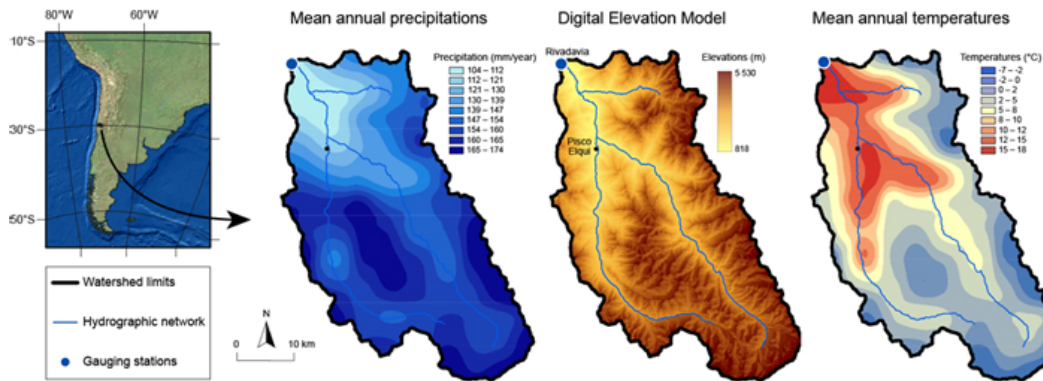 Mean annual precipitations
Digital Elevation Model
Mean annual temperatures
80°W
60°W
10°S
30°S
50°S
Watershed limits
Hydrographic network
Gauging stations
N
0
10 km
Precipitation (mm/year)
104 – 112
112 – 121
121 – 130
130 – 139
139 – 147
147 – 154
154 – 160
160 – 165
165 – 174
Rivadavia
Pisco
Elqui
Elevations (m)
5 530
818
Temperatures (°C)
-7 – -2
-2 – 0
0 – 2
2 – 5
5 – 8
8 – 10
10 – 12
12 – 15
15 – 18